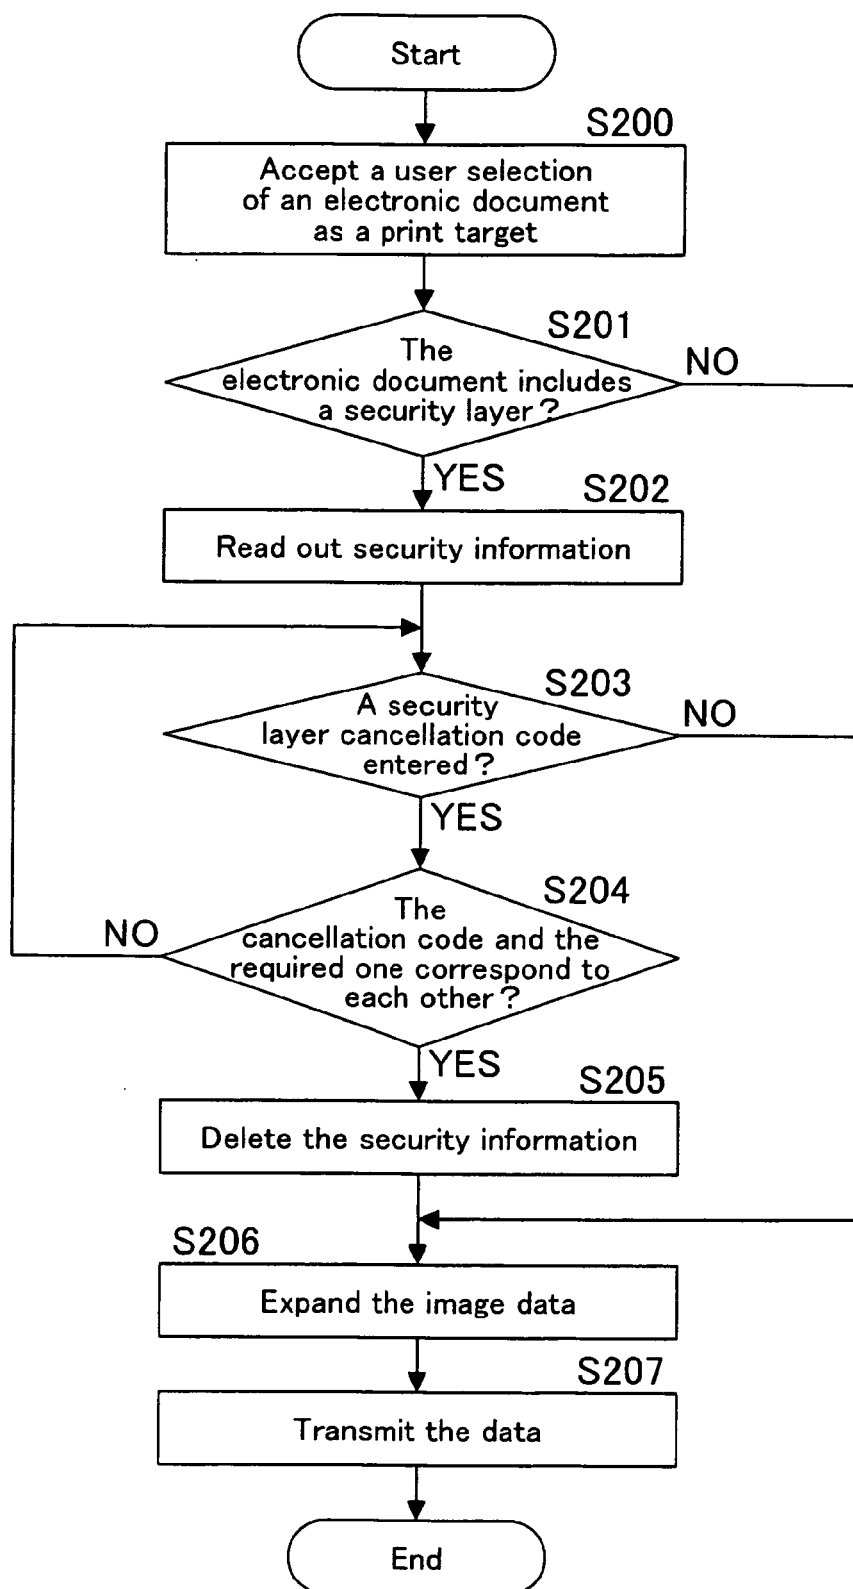 Start
S200
Accept a user selection
of an electronic document
as a print target
S201
The
electronic document includes
a security layer?
NO
YES
S202
Read out security information
S203
A security
layer cancellation code
entered?
NO
YES
S204
The
cancellation code and the
required one correspond to
each other?
NO
YES
S205
Delete the security information
S206
Expand the image data
S207
Transmit the data
End